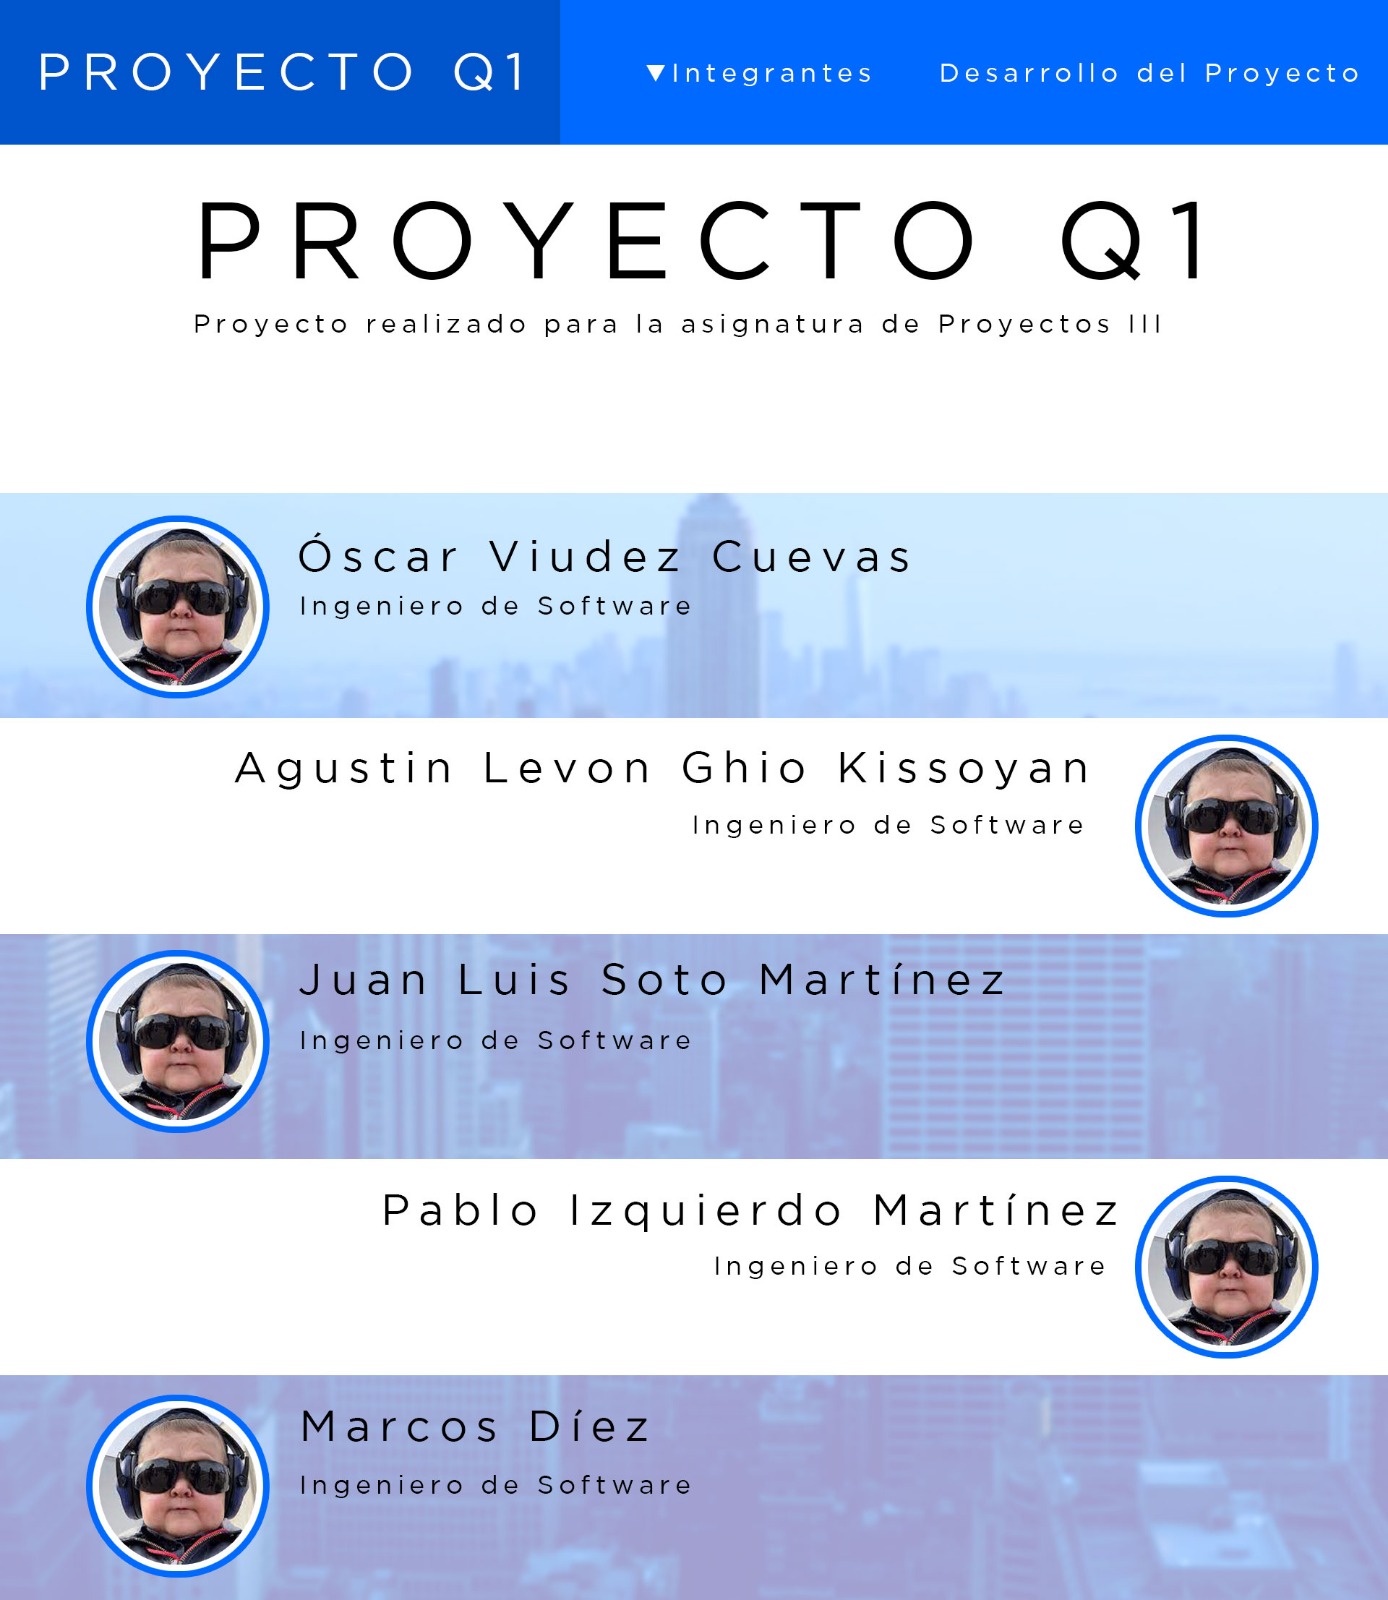 PROYECTO Q1
▼Integrantes
Desarrollo del Proyecto
PROYECTO Q1
Proyecto realizado para la asignatura de Proyectos III
Óscar Viudez Cuevas
Ingeniero de Software
Agustin Levon Ghio Kissoyan
Ingeniero de Software
Juan Luis Soto Martínez
Ingeniero de Software
Pablo Izquierdo Martínez
Ingeniero de Software
Marcos Díez
Ingeniero de Software